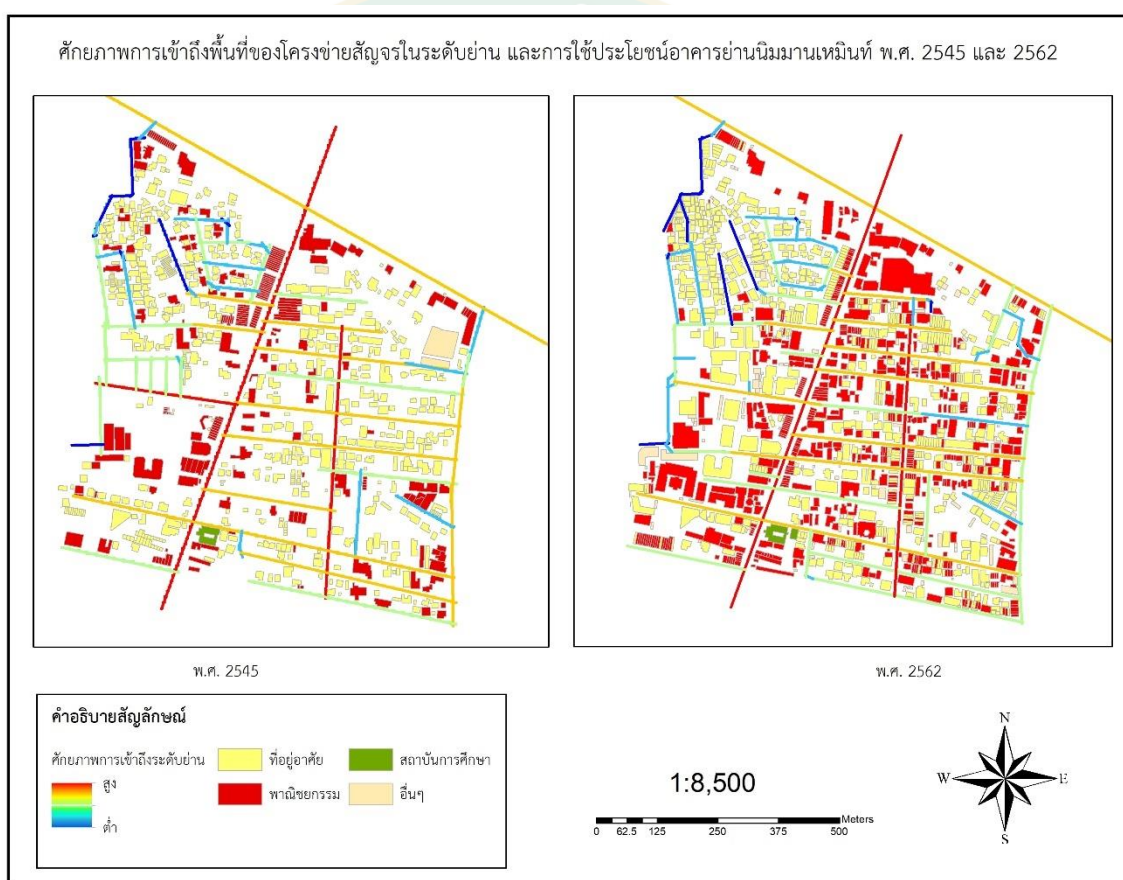 ศักยภาพการเข้าถึงพื้นที่ของโครงข่ายสัญจรในระดับย่าน และการใช้ประโยชน์อาคารย่านนิมมานเหมินท์ พ.ศ. 2545 และ 2562
พ.ศ. 2545
พ.ศ. 2562
คำอธิบายสัญลักษณ์
ศักยภาพการเข้าถึงระดับย่าน
สูง
ต่ำ
ที่อยู่อาศัย
พาณิชยกรรม
สถาบันการศึกษา
อื่นๆ
1:8,500
Meters
0 62.5 125 250 375 500
N
W E
S